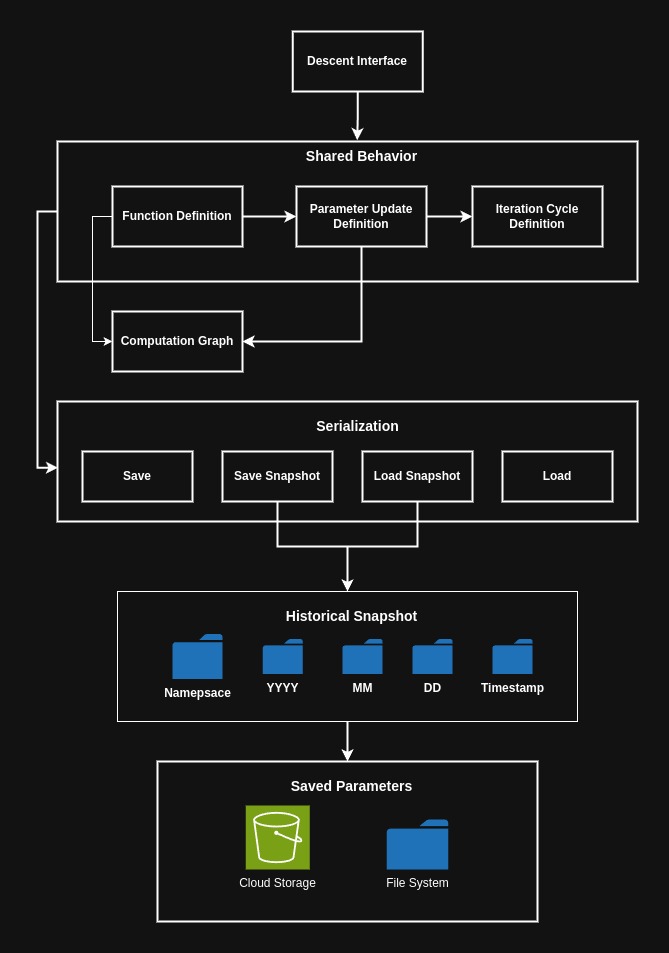 Descent Interface
Shared Behavior
Function Definition
Parameter Update
Definition
Iteration Cycle
Definition
Computation Graph
Serialization
Save
Save Snapshot
Load Snapshot
Load
Historical Snapshot
Namepsace
YYYY
MM
DD
Timestamp
Saved Parameters
Cloud Storage
File System